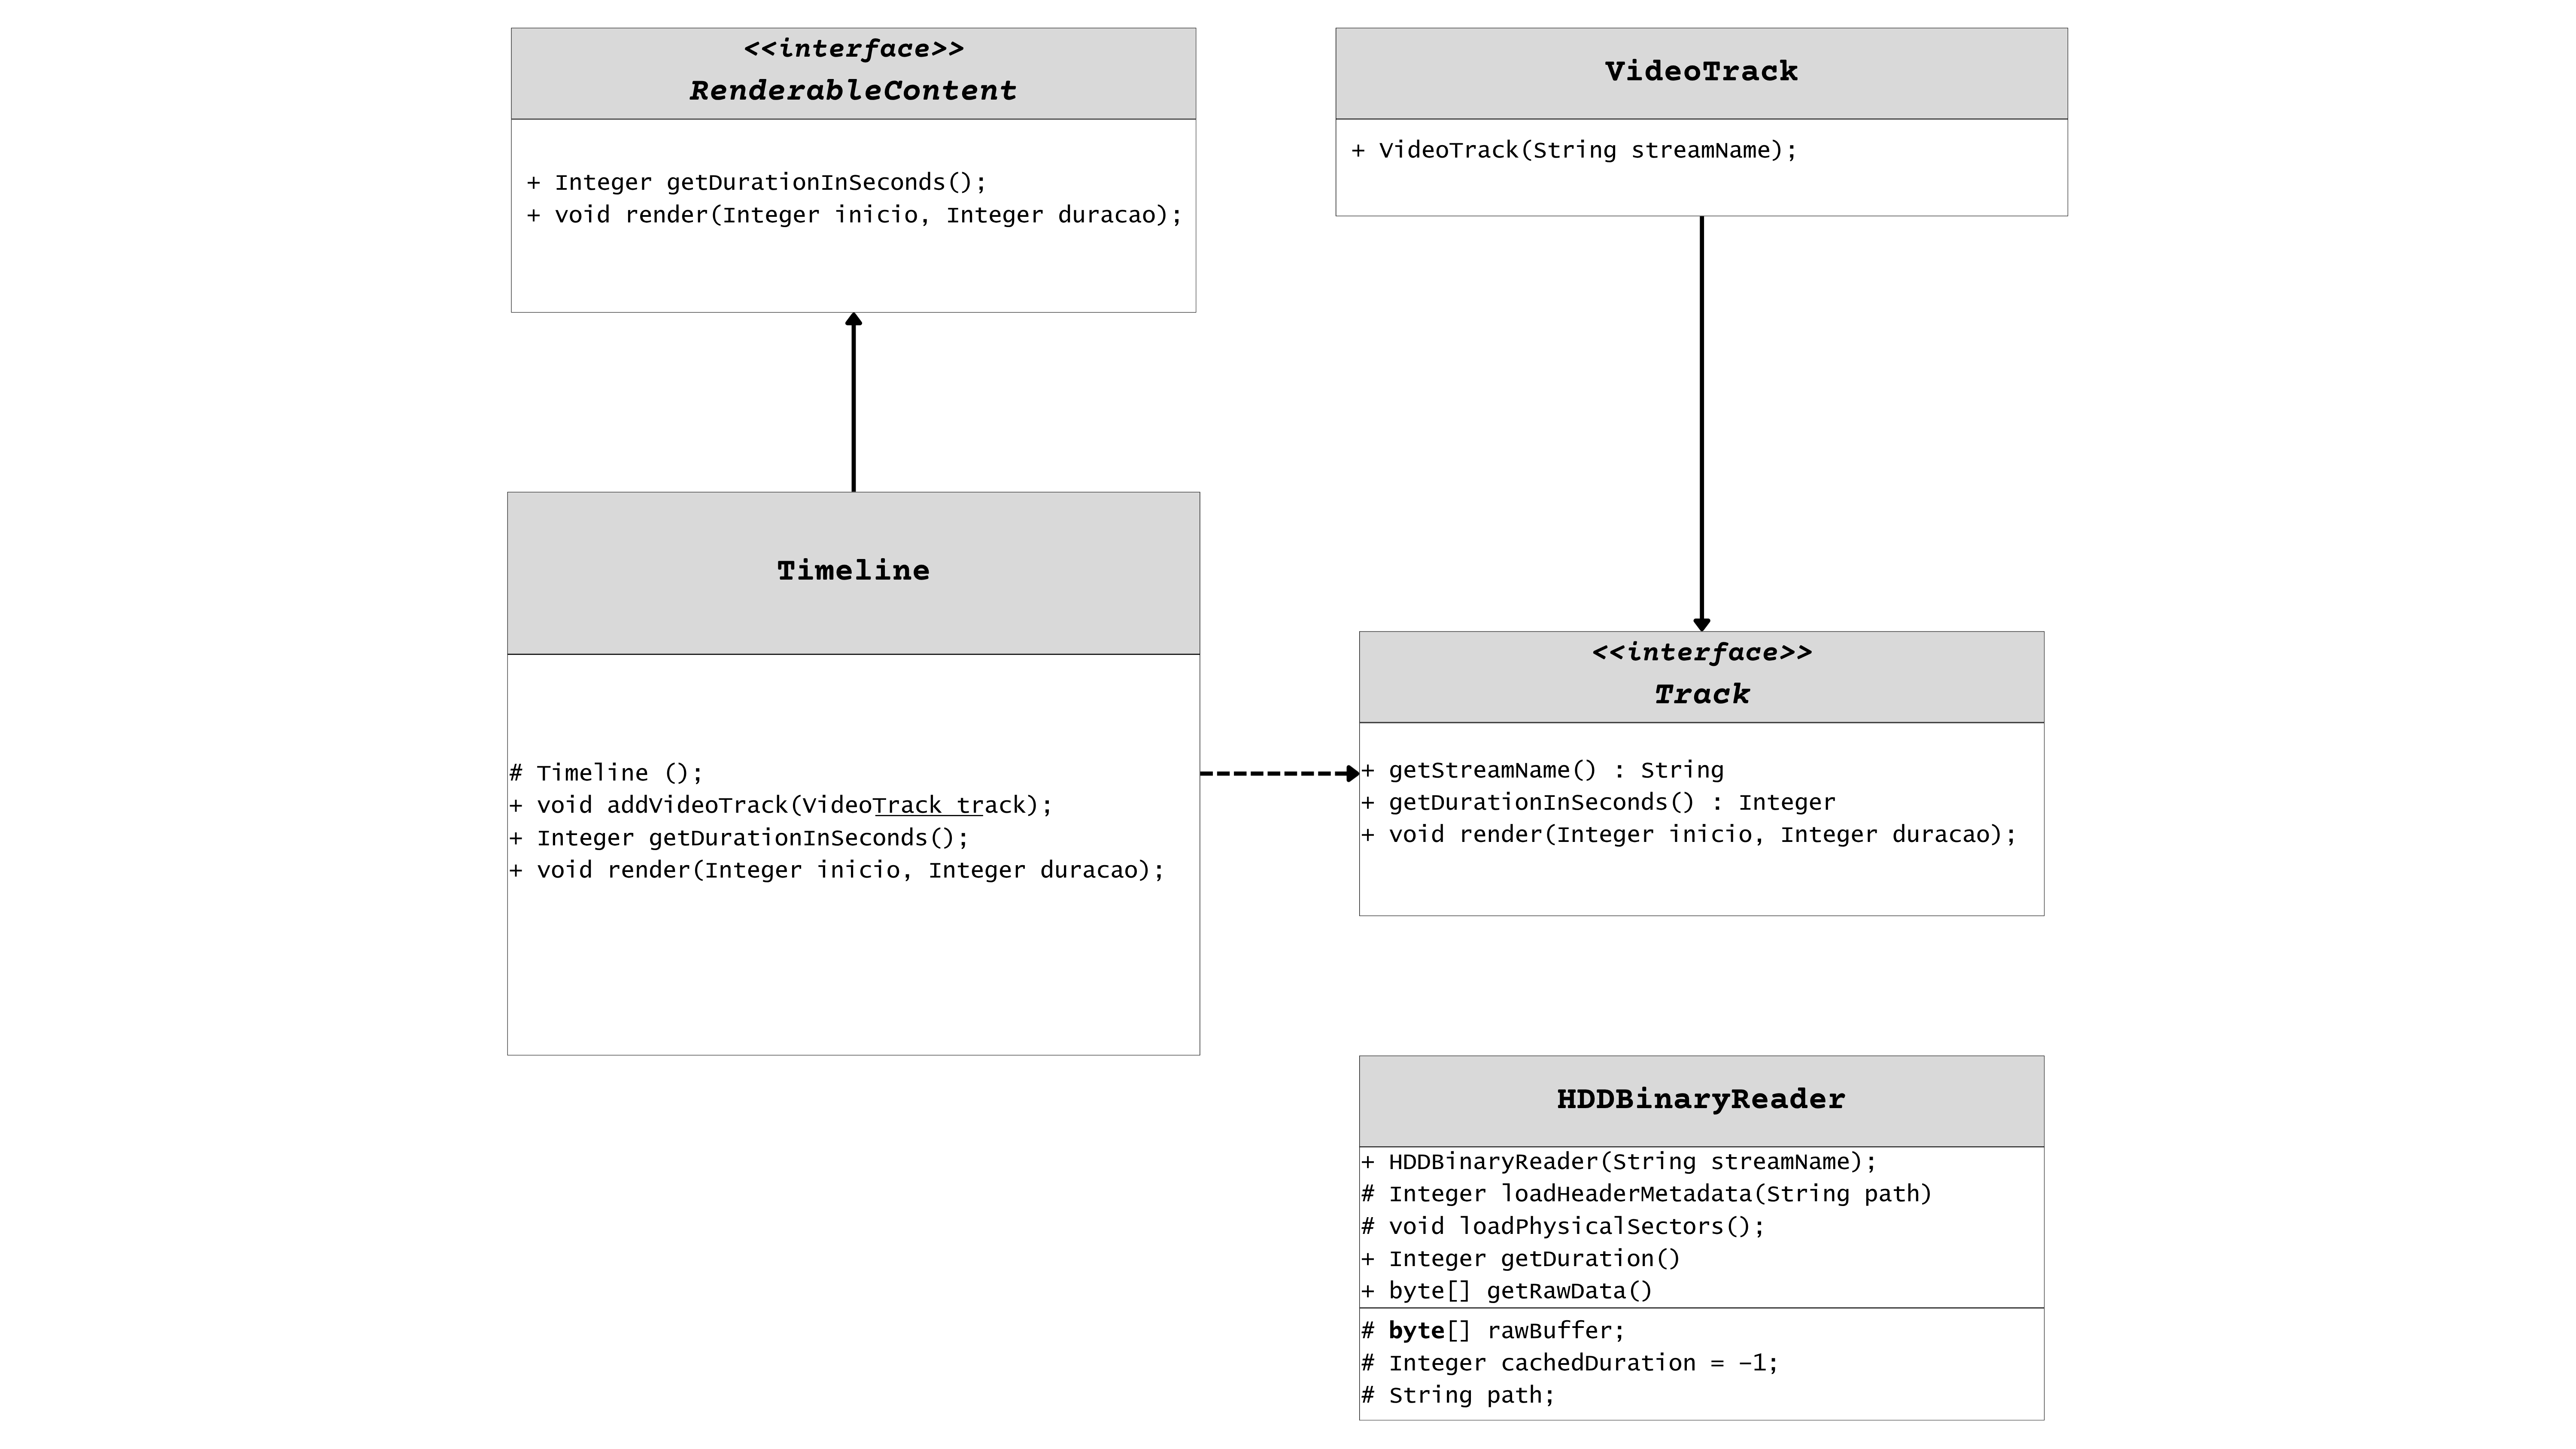 <<interface>>
RenderableContent
+ Integer getDurationInSeconds();
+ void render(Integer inicio, Integer duracao);
VideoTrack
+ VideoTrack(String streamName);
Timeline
# Timeline ();
+ void addVideoTrack(VideoTrack track);
+ Integer getDurationInSeconds();
+ void render(Integer inicio, Integer duracao);
<<interface>>
Track
+ getStreamName() : String
+ getDurationInSeconds() : Integer
+ void render(Integer inicio, Integer duracao);
HDDBinaryReader
+ HDDBinaryReader(String streamName);
# Integer loadHeaderMetadata(String path)
# void loadPhysicalSectors();
+ Integer getDuration()
+ byte[] getRawData()
# byte[] rawBuffer;
# Integer cachedDuration = –1;
# String path;